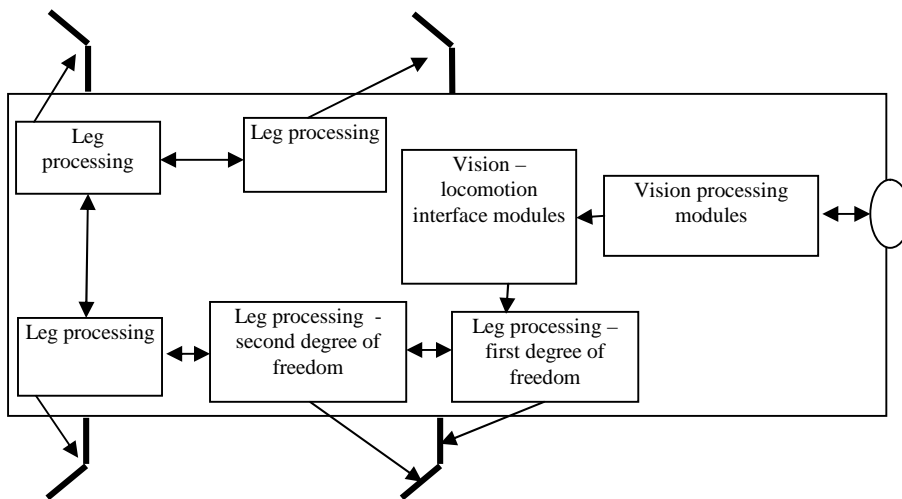 Leg
processing
Leg processing
Vision –
locomotion
interface modules
Vision processing
modules
Leg processing
Leg processing  -
second degree of
freedom
Leg processing –
first degree of
freedom